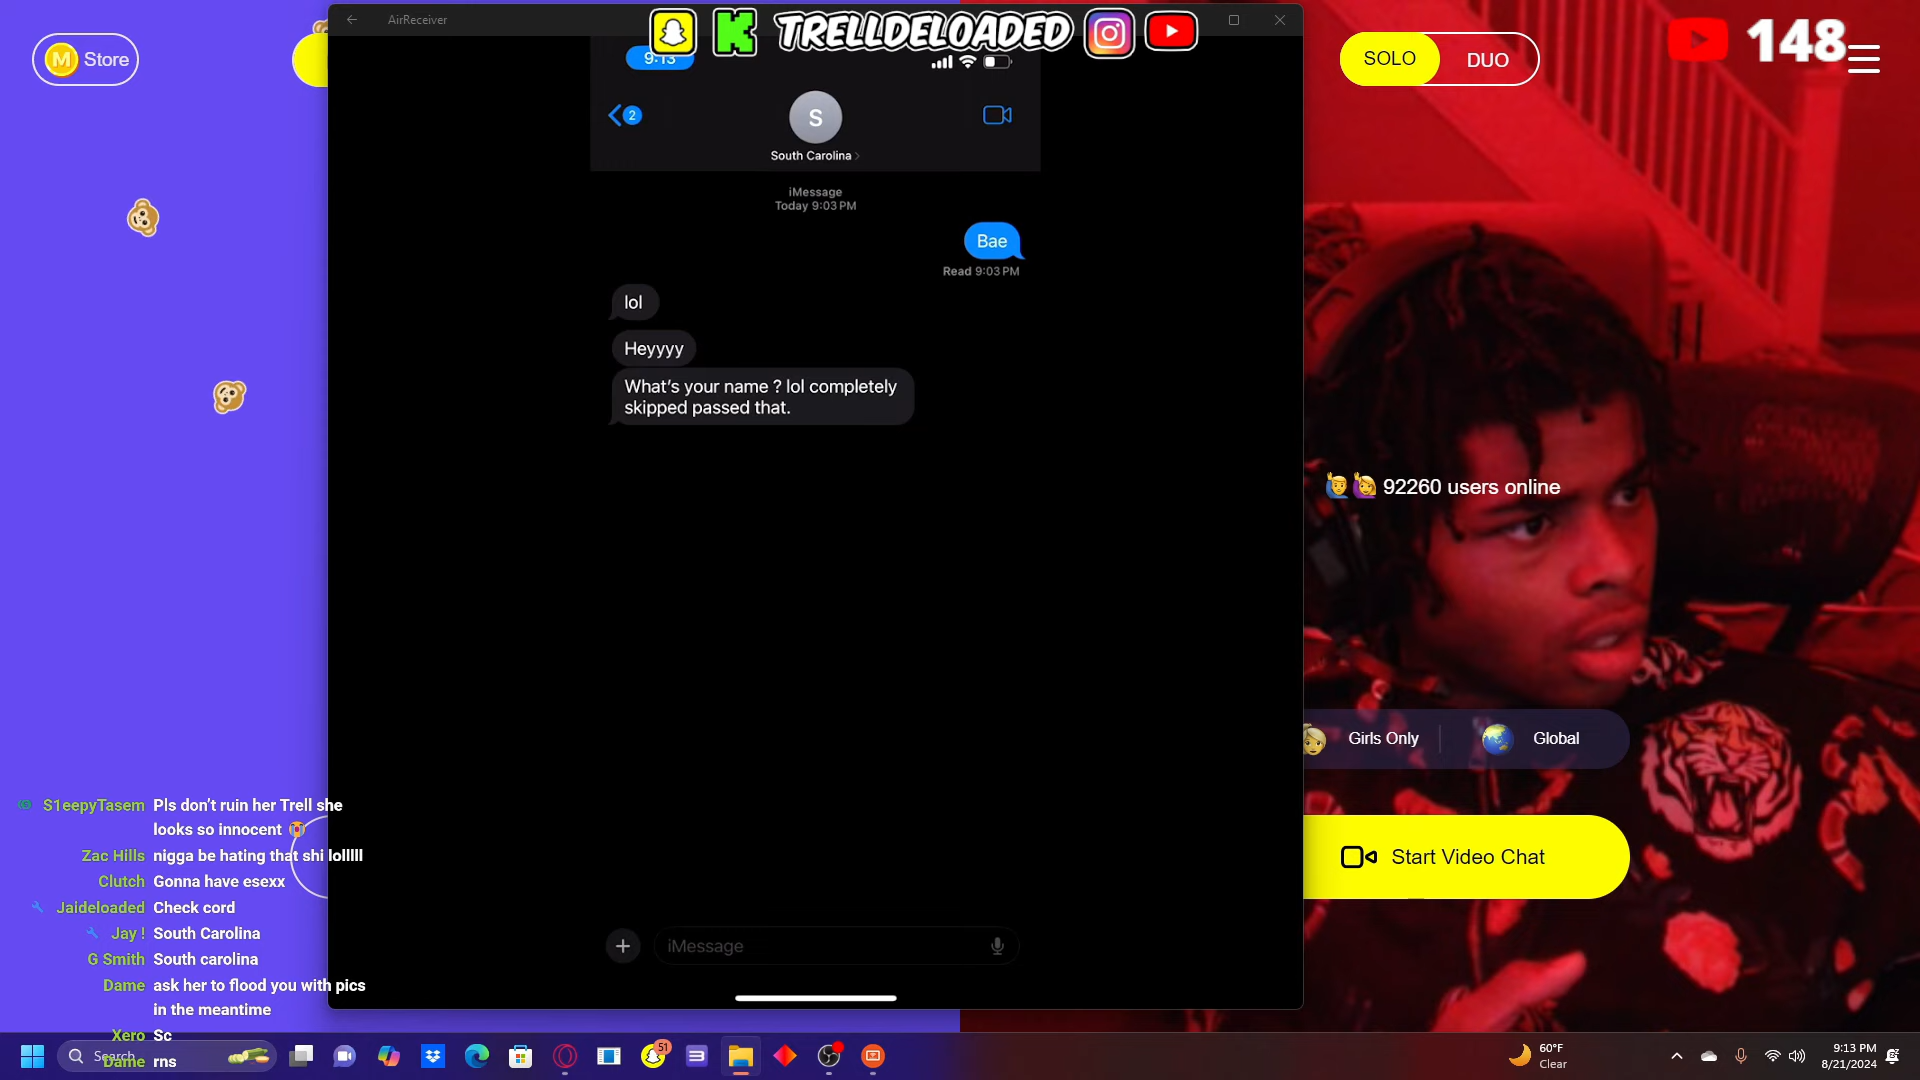 AirReceiver
TRELLDELOADED
M Store
SOLO DUO
148
9:13
2
S
South Carolina
iMessage
Today 9:03 PM
Bae
Read 9:03 PM
lol
Heyyyy
What's your name ? lol completely
skipped passed that.
92260 users online
Girls Only
Global
Start Video Chat
iMessage
S1eepyTasem Pls don't ruin her Trell she
looks so innocent
Zac Hills nigga be hating that shi lolllll
Clutch Gonna have esexx
Jaideloaded Check cord
Jay ! South Carolina
G Smith South carolina
Dame ask her to flood you with pics
in the meantime
Xero Sc
Dame rns
Search
51
60°F
Clear
9:13 PM
8/21/2024